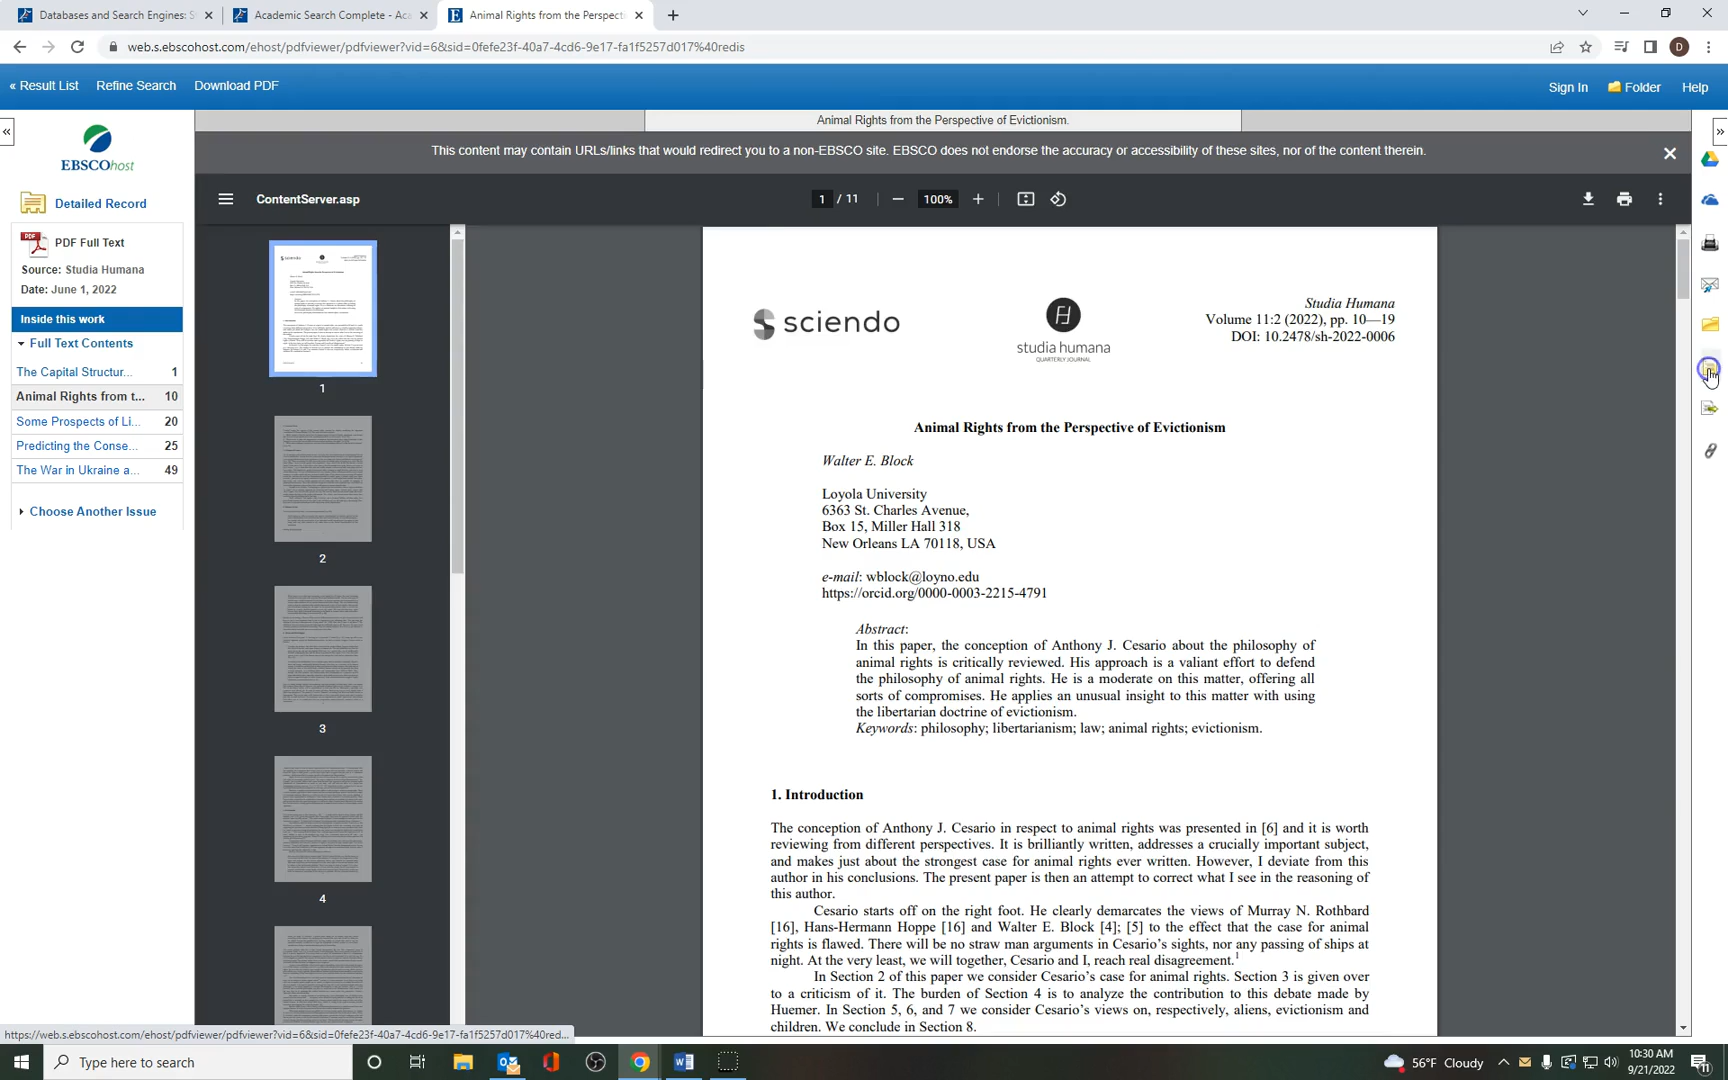 Databases and Search Engines: S
Academic Search Complete - Aca
Animal Rights from the Perspect
web.s.ebscohost.com/ehost/pdfviewer/pdfviewer?vid=6&sid=0fefe23f-40a7-4cd6-9e17-fa1f5257d017%40redis
D
« Result List Refine Search Download PDF
Sign In Folder Help
Animal Rights from the Perspective of Evictionism.
This content may contain URLs/links that would redirect you to a non-EBSCO site. EBSCO does not endorse the accuracy or accessibility of these sites, nor of the content therein.
EBSCOhost
Detailed Record
PDF Full Text
Source: Studia Humana
Date: June 1, 2022
Inside this work
Full Text Contents
The Capital Structur... 1
Animal Rights from t... 10
Some Prospects of Li... 20
Predicting the Conse... 25
The War in Ukraine a... 49
Choose Another Issue
ContentServer.asp
1 / 11
100%
1
2
3
4
sciendo
studia humana
QUARTERLY JOURNAL
Studia Humana
Volume 11:2 (2022), pp. 10—19
DOI: 10.2478/sh-2022-0006
Animal Rights from the Perspective of Evictionism
Walter E. Block
Loyola University
6363 St. Charles Avenue,
Box 15, Miller Hall 318
New Orleans LA 70118, USA
e-mail: wblock@loyno.edu
https://orcid.org/0000-0003-2215-4791
Abstract:
In this paper, the conception of Anthony J. Cesario about the philosophy of
animal rights is critically reviewed. His approach is a valiant effort to defend
the philosophy of animal rights. He is a moderate on this matter, offering all
sorts of compromises. He applies an unusual insight to this matter with using
the libertarian doctrine of evictionism.
Keywords: philosophy; libertarianism; law; animal rights; evictionism.
1. Introduction
The conception of Anthony J. Cesario in respect to animal rights was presented in [6] and it is worth
reviewing from different perspectives. It is brilliantly written, addresses a crucially important subject,
and makes just about the strongest case for animal rights ever written. However, I deviate from this
author in his conclusions. The present paper is then an attempt to correct what I see in the reasoning of
this author.
Cesario starts off on the right foot. He clearly demarcates the views of Murray N. Rothbard
[16], Hans-Hermann Hoppe [16] and Walter E. Block [4]; [5] to the effect that the case for animal
rights is flawed. There will be no straw man arguments in Cesario's sights, nor any passing of ships at
night. At the very least, we will together, Cesario and I, reach real disagreement.1
In Section 2 of this paper we consider Cesario's case for animal rights. Section 3 is given over
to a criticism of it. The burden of Section 4 is to analyze the contribution to this debate made by
Huemer. In Section 5, 6, and 7 we consider Cesario's views on, respectively, aliens, evictionism and
children. We conclude in Section 8.
https://web.s.ebscohost.com/ehost/pdfviewer/pdfviewer?vid=6&sid=0fefe23f-40a7-4cd6-9e17-fa1f5257d017%40red...
Type here to search
56°F Cloudy
10:30 AM
9/21/2022
11